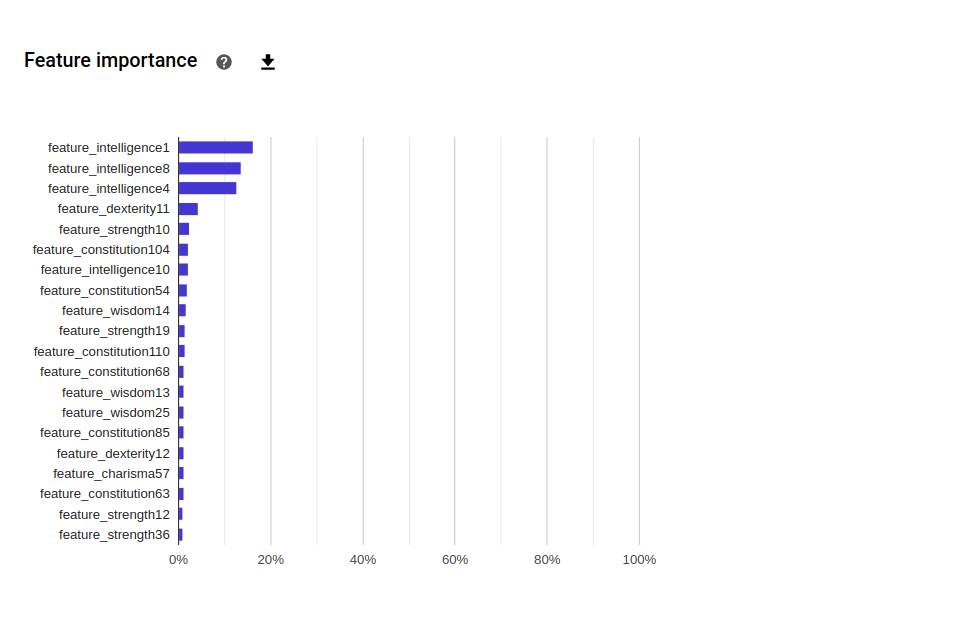 Feature importance
feature_intelligence1
feature_intelligence8
feature_intelligence4
feature_dexterity11
feature_strength10
feature_constitution104
feature_intelligence10
feature_constitution54
feature_wisdom14
feature_strength19
feature_constitution110
feature_constitution68
feature_wisdom13
feature_wisdom25
feature_constitution85
feature_dexterity12
feature_charisma57
feature_constitution63
feature_strength12
feature_strength36
0% 20% 40% 60% 80% 100%